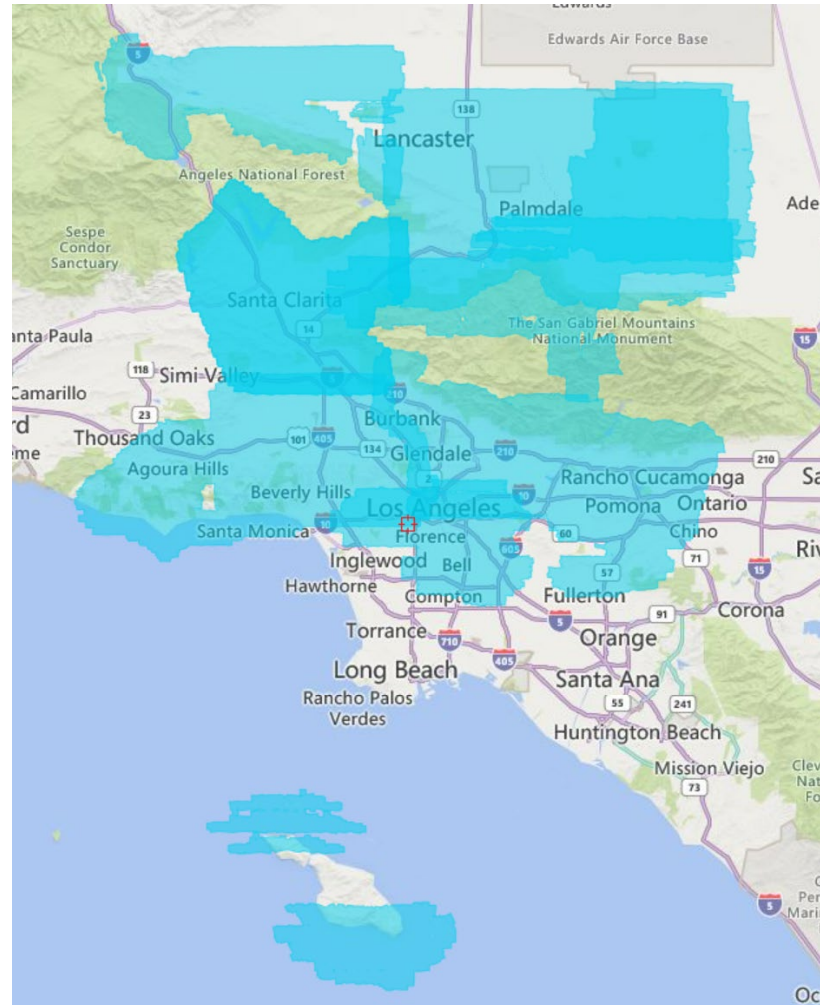 Edwards
Edwards Air Force Base
5
138
Lancaster
Angeles National Forest
Palmdale
Ade
Sespe
Condor
Sanctuary
Santa Clarita
14
The San Gabriel Mountains
National Monument
anta Paula
15
118
Simi Valley
5
210
Camarillo
23
Burbank
rd
Thousand Oaks
101
405
134
Glendale
210
210
eme
Agoura Hills
2
Rancho Cucamonga
Sa
Beverly Hills
10
Pomona
Ontario
Los Angeles
Santa Monica
10
Florence
60
Chino
605
71
Riv
Inglewood
Bell
57
15
Hawthorne
Compton
Fullerton
91
Corona
Torrance
710
5
Orange
405
Long Beach
Santa Ana
Rancho Palos
Verdes
55
241
Huntington Beach
Mission Viejo
Clev
Nat
Fo
73
5
Per
Mari
Oc